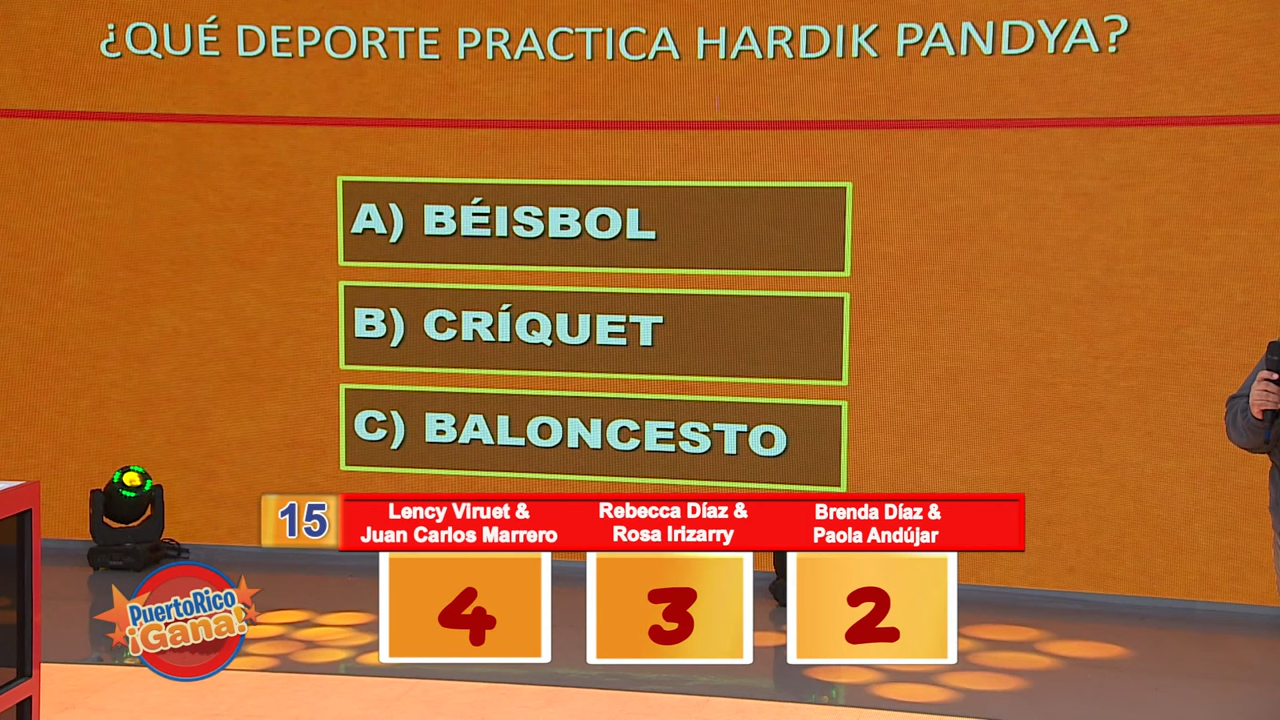 ¿QUÉ DEPORTE PRACTICA HARDIK PANDYA?
A) BÉISBOL
B) CRÍQUET
C) BALONCESTO
15
Lency Viruet &
Juan Carlos Marrero
Rebecca Díaz &
Rosa Irizarry
Brenda Díaz &
Paola Andújar
4
3
2
PuertoRico
¡Gana!